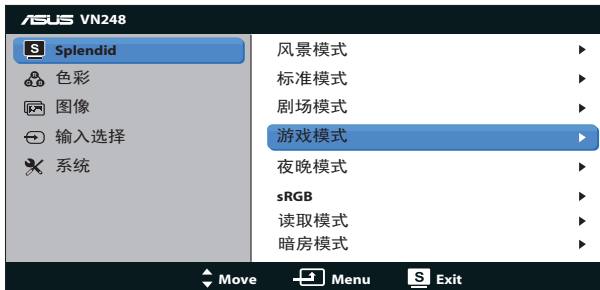 ASUS VN248
S Splendid
色彩
图像
输入选择
系统
风景模式
标准模式
剧场模式
游戏模式
夜晚模式
sRGB
读取模式
暗房模式
Move Menu S Exit